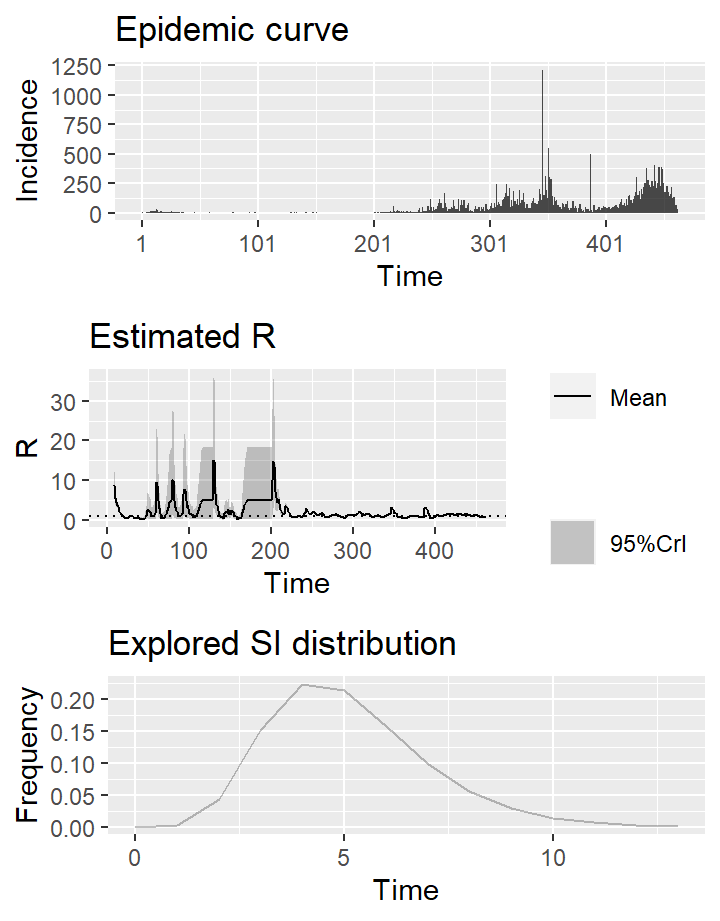 Epidemic curve
1250
1000
750
500
250
0
Incidence
1 101 201 301 401
Time
Estimated R
30
20
10
0
R
0 100 200 300 400
Time
Mean
95%CrI
Explored SI distribution
0.20
0.15
0.10
0.05
0.00
Frequency
0 5 10
Time